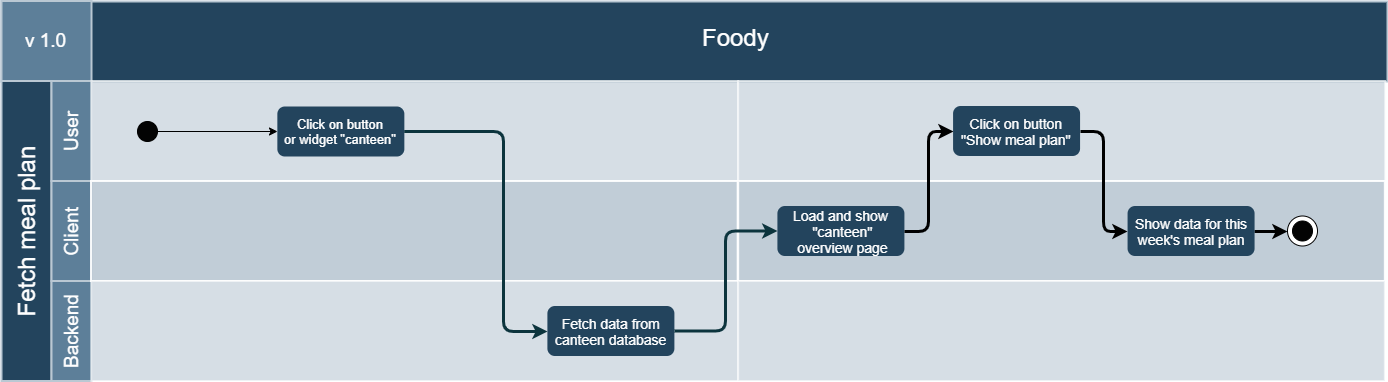 v 1.0
Foody
Fetch meal plan
User
Click on button
or widget "canteen"
Click on button
"Show meal plan"
Client
Load and show
"canteen"
overview page
Show data for this
week's meal plan
Backend
Fetch data from
canteen database